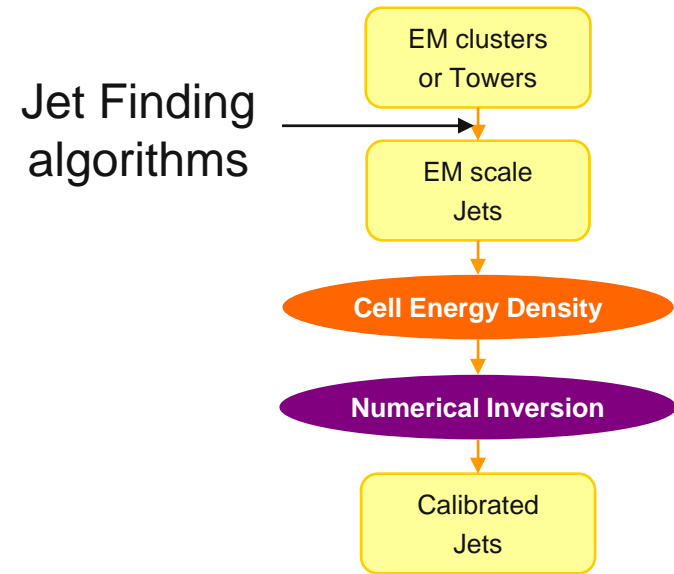 EM clusters
or Towers
Jet Finding
algorithms
EM scale
Jets
Cell Energy Density
Numerical Inversion
Calibrated
Jets